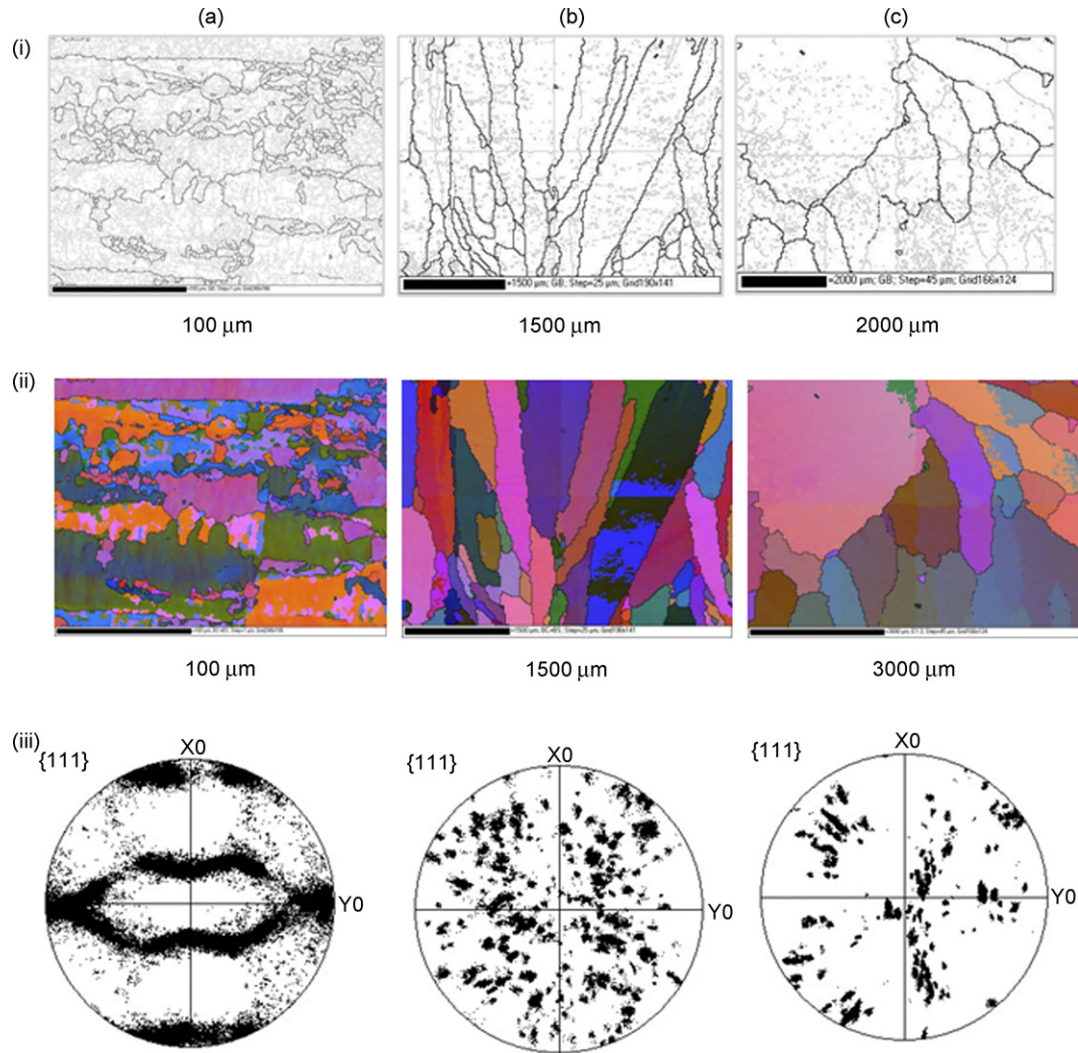 (a) (b) (c)
(i)
=1500 µm; GB; Step=25 µm; Grid190x141
=2000 µm; GB; Step=45 µm; Grid166x124
100 µm 1500 µm 2000 µm
(ii)
100 µm 1500 µm 3000 µm
(iii)
{111} X0 Y0
{111} X0 Y0
{111} X0 Y0